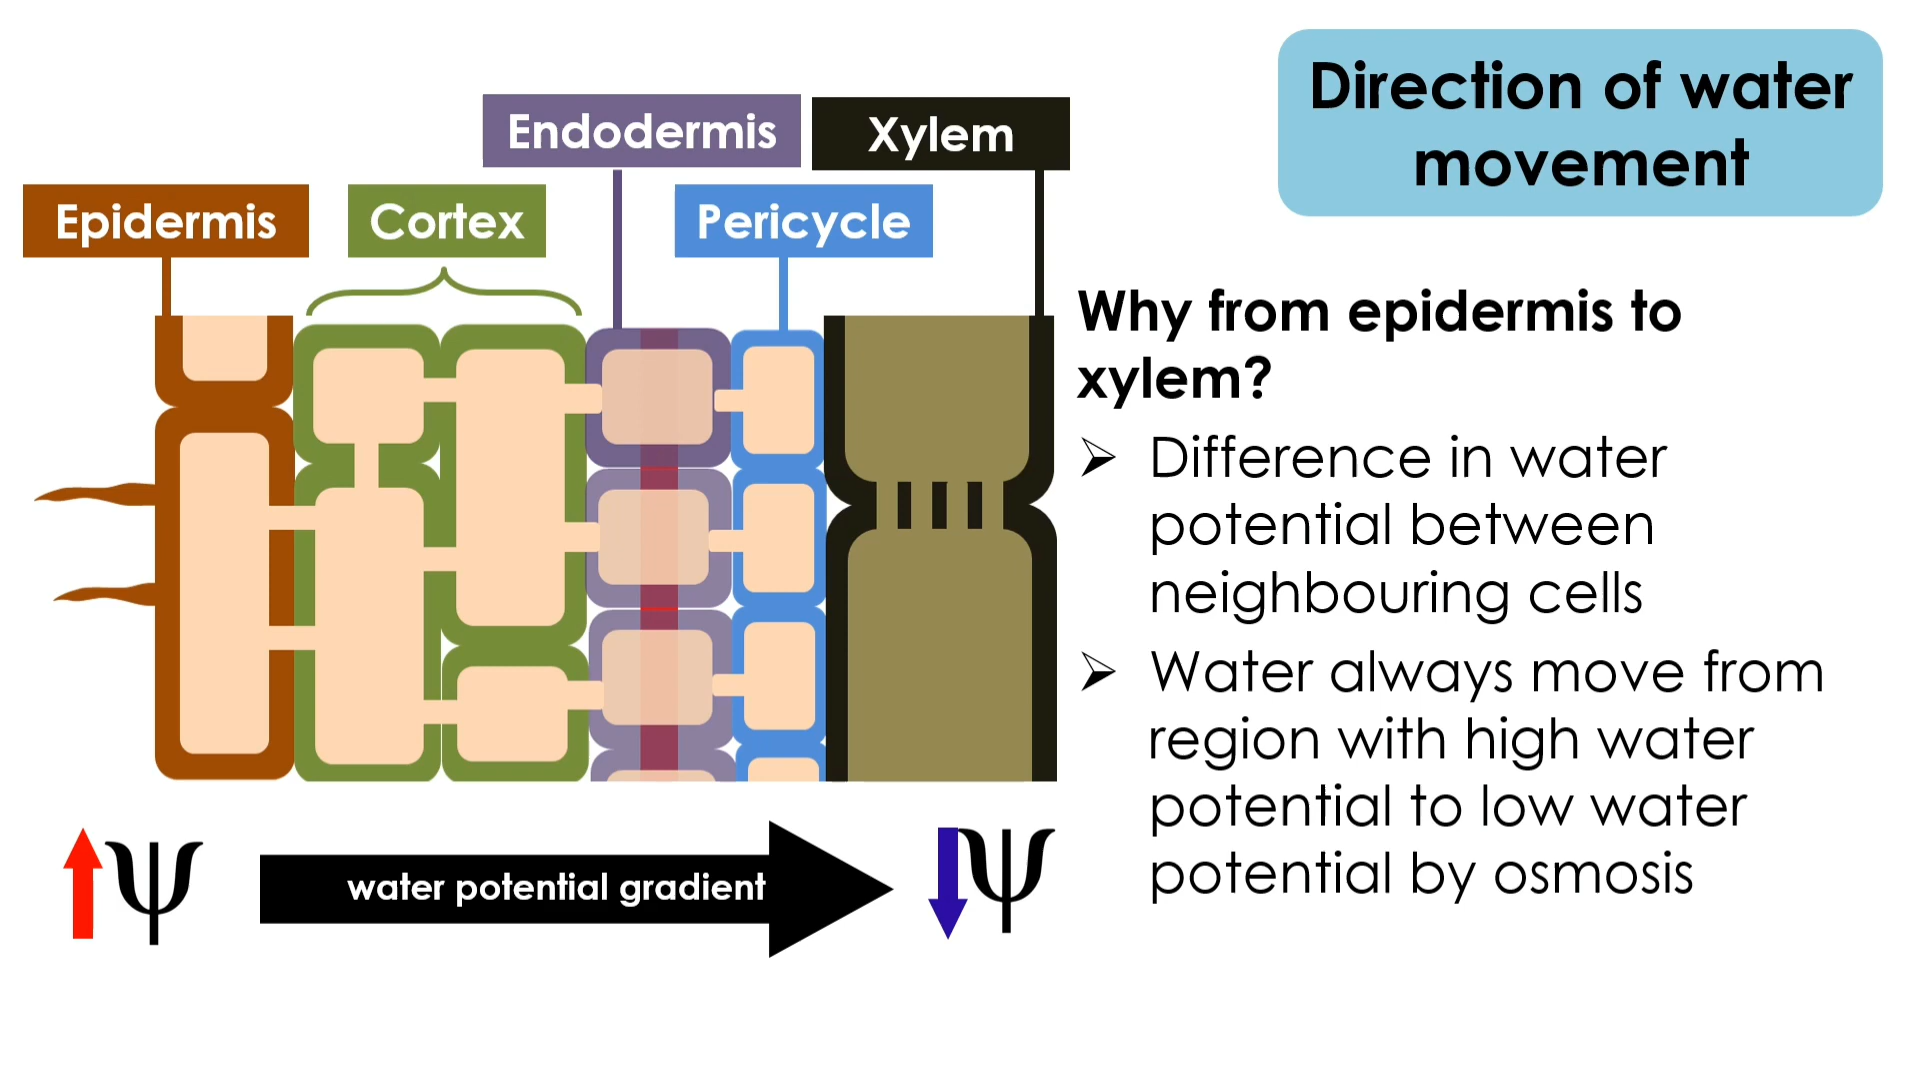 Direction of water
movement
Endodermis
Xylem
Epidermis
Cortex
Pericycle
Why from epidermis to
xylem?
➢ Difference in water
potential between
neighbouring cells
➢ Water always move from
region with high water
potential to low water
potential by osmosis
ψ
water potential gradient
ψ